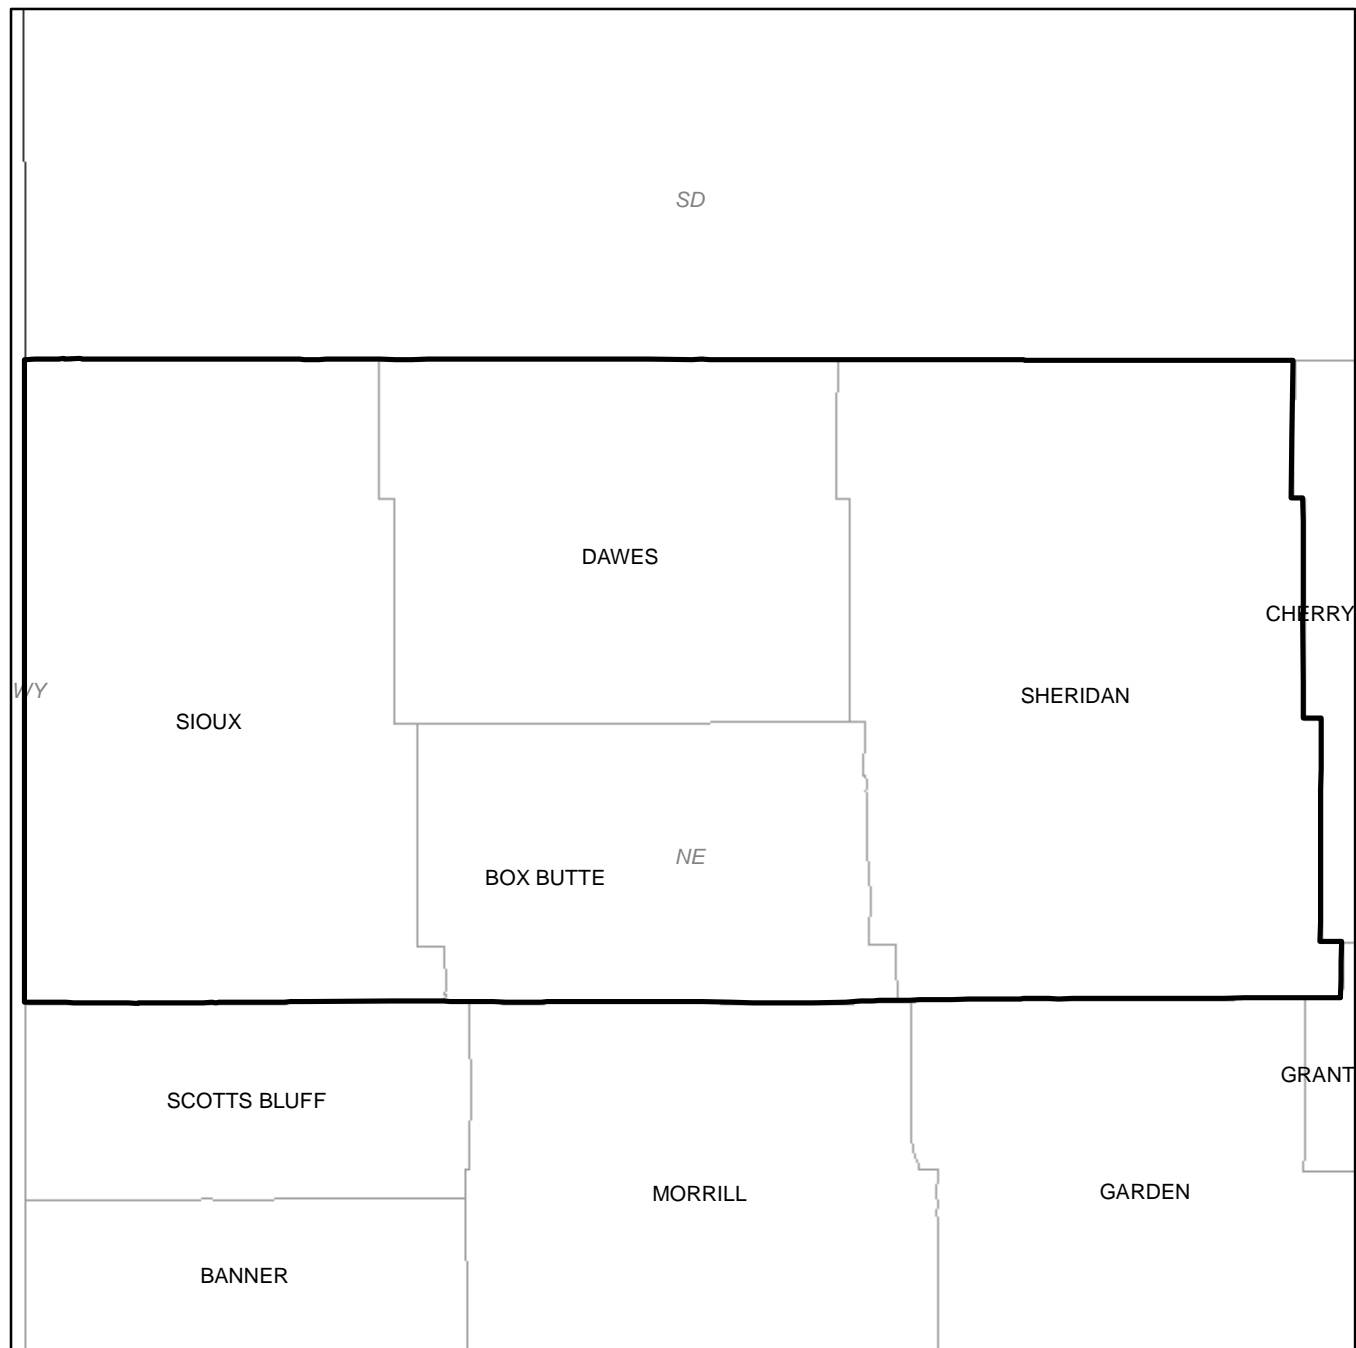 SD
DAWES
CHERRY
WY
SHERIDAN
SIOUX
NE
BOX BUTTE
GRANT
SCOTTS BLUFF
MORRILL
GARDEN
BANNER